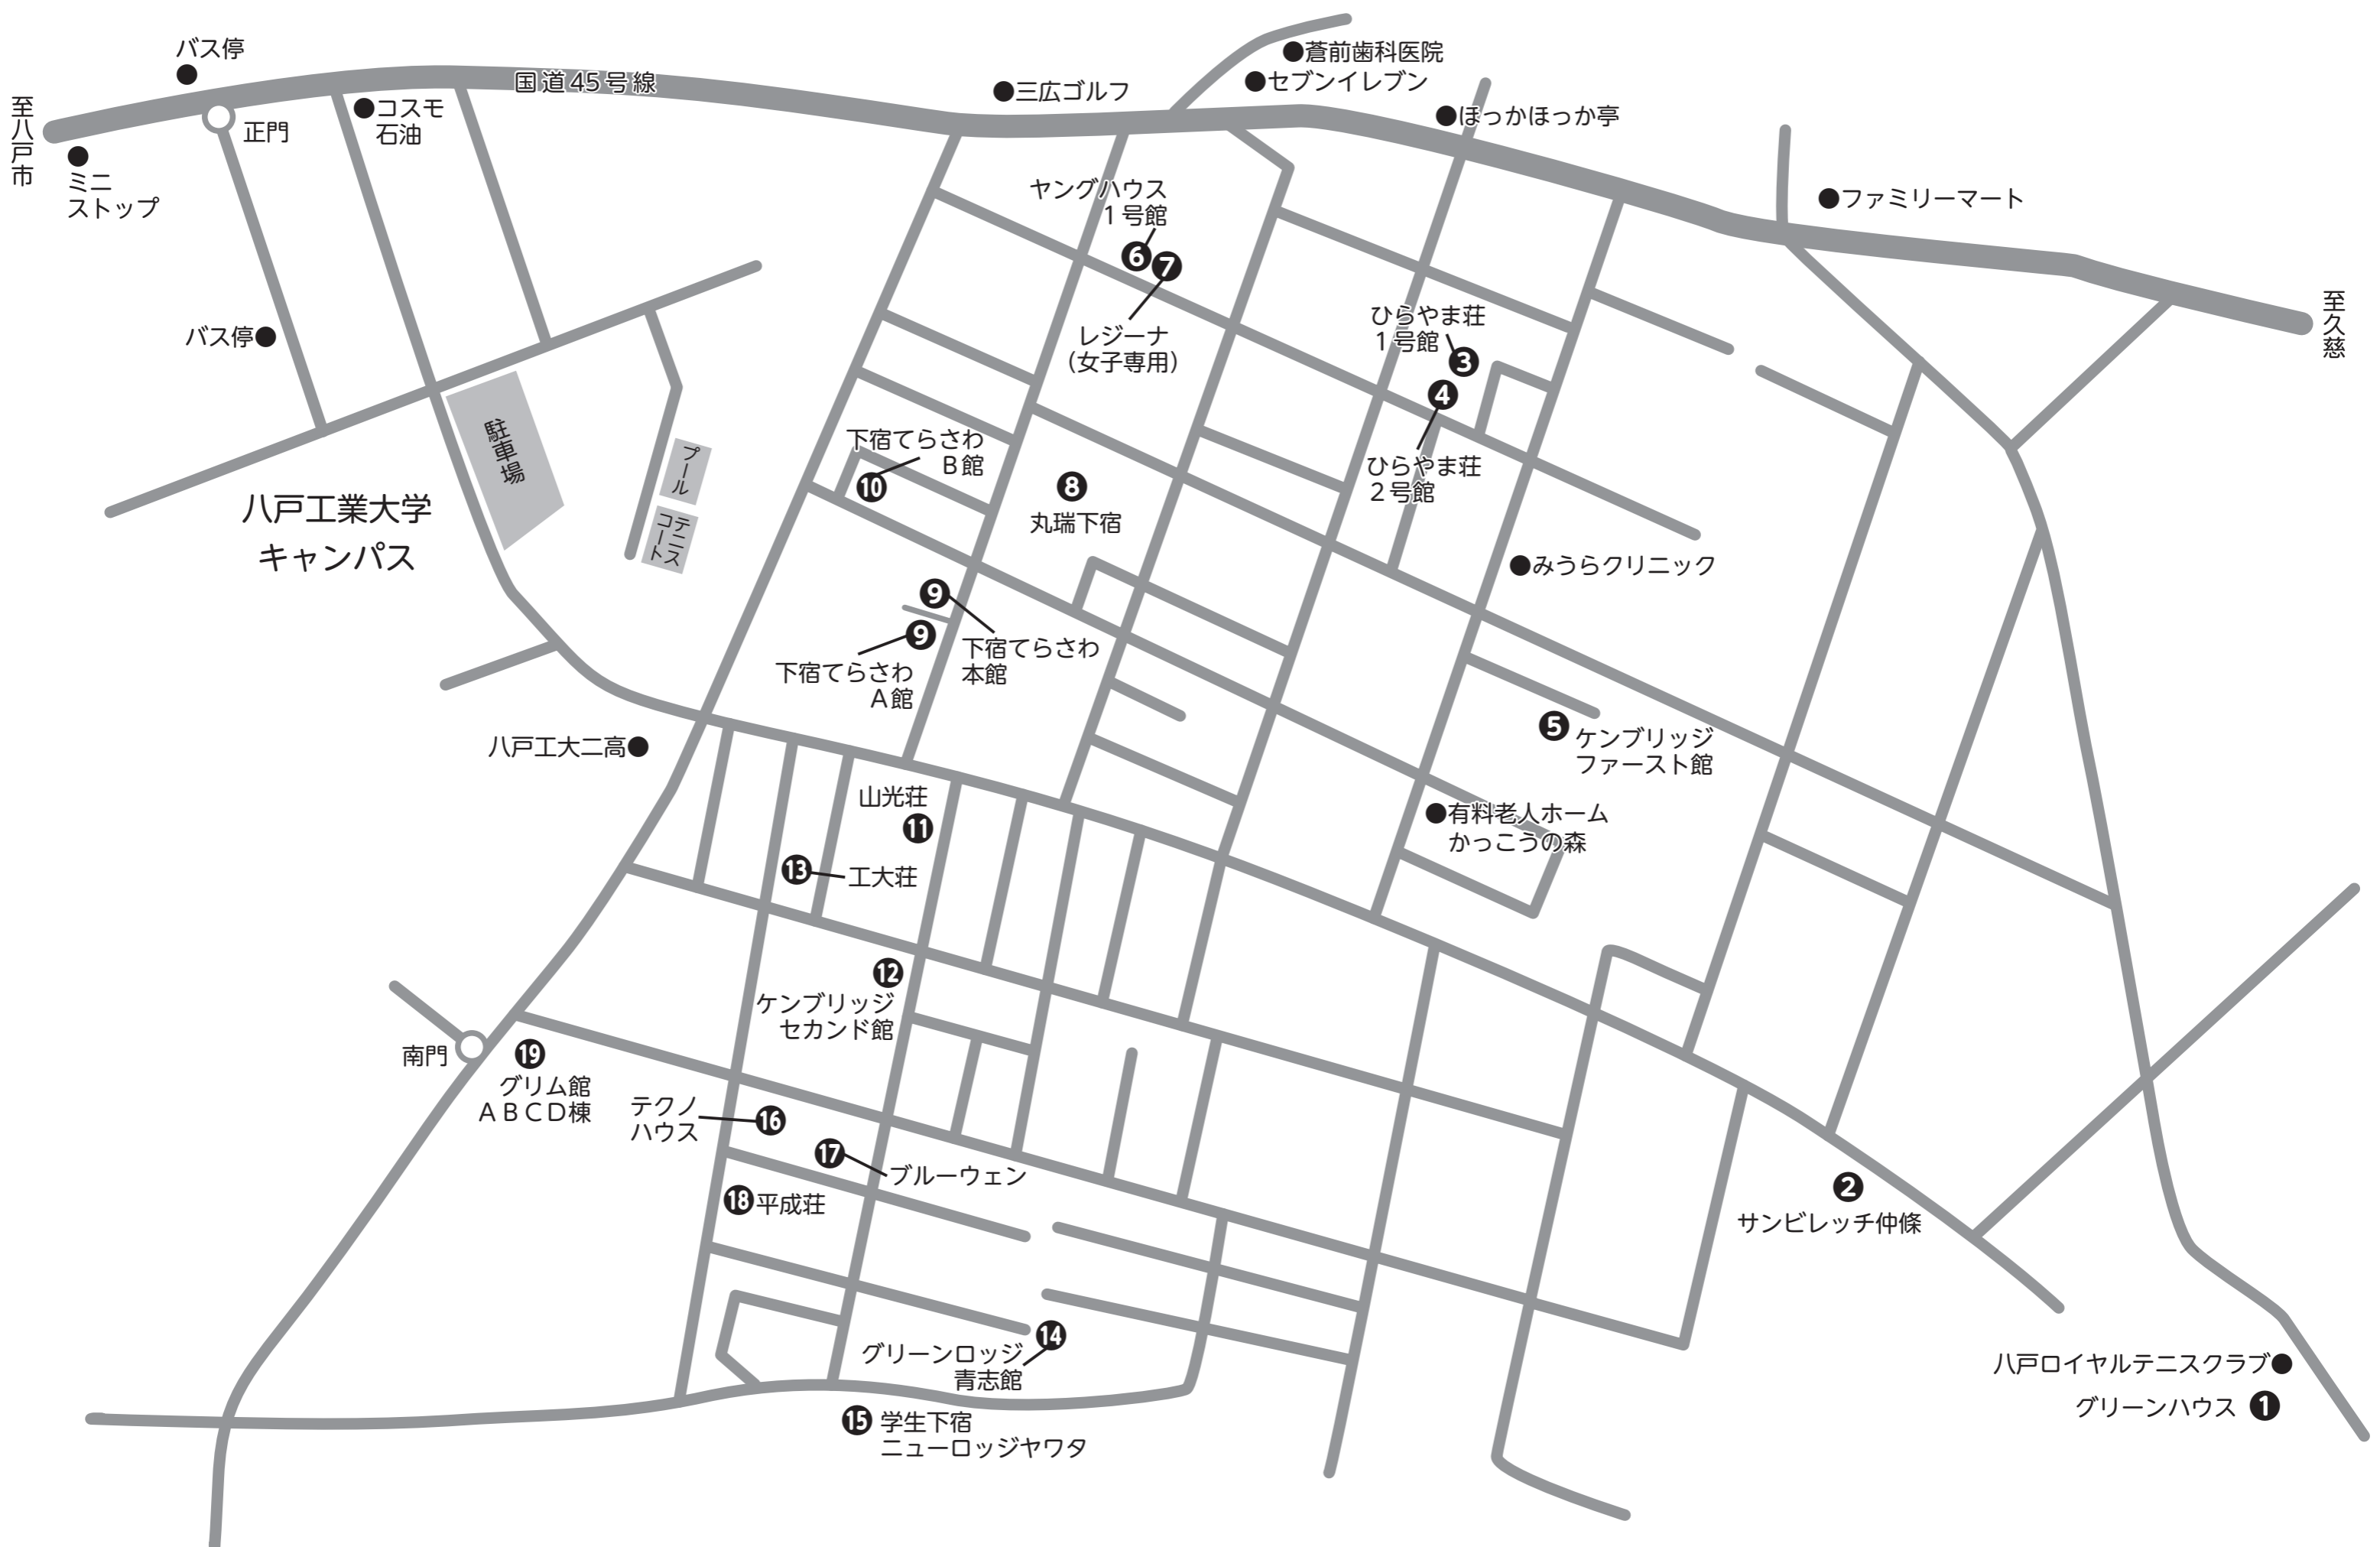 バス停
国道45号線
至八戸市
正門
コスモ
石油
ミニ
ストップ
三広ゴルフ
蒼前歯科医院
セブンイレブン
ほっかほっか亭
ファミリーマート
至久慈
ヤングハウス
1号館
6
7
レジーナ
(女子専用)
ひらやま荘
1号館
3
4
ひらやま荘
2号館
バス停
駐車場
プール
テニス
コート
八戸工業大学
キャンパス
下宿てらさわ
B館
10
8
丸瑞下宿
みうらクリニック
9
下宿てらさわ
本館
9
下宿てらさわ
A館
5
ケンブリッジ
ファースト館
八戸工大二高
山光荘
11
有料老人ホーム
かっこうの森
13
工大荘
12
ケンブリッジ
セカンド館
南門
19
グリム館
ABCD棟
テクノ
ハウス
16
17
ブルーウェン
18
平成荘
2
サンビレッチ仲條
14
グリーンロッジ
青志館
15
学生下宿
ニューロッジヤワタ
八戸ロイヤルテニスクラブ
グリーンハウス
1